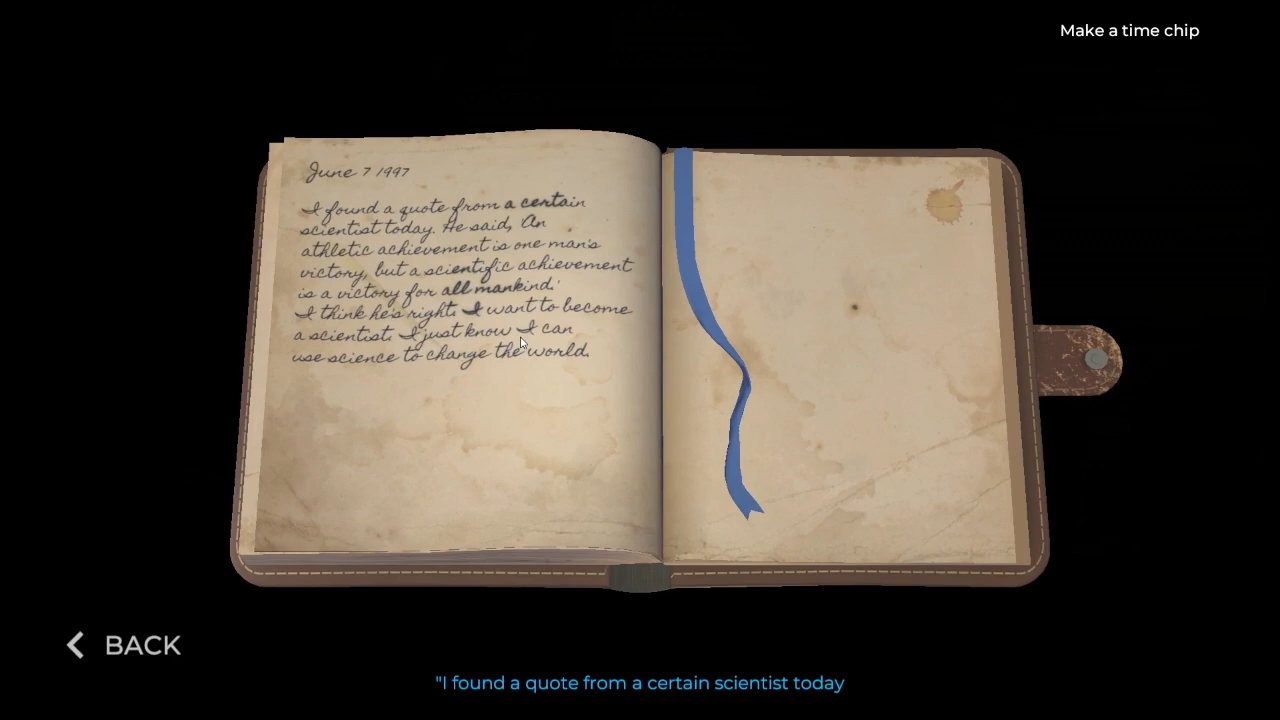 Make a time chip
June 7 1997
I found a quote from a certain
scientist today. He said, 'An
athletic achievement is one man's
victory, but a scientific achievement
is a victory for all mankind.'
I think he's right. I want to become
a scientist. I just know I can
use science to change the world.
BACK
"I found a quote from a certain scientist today